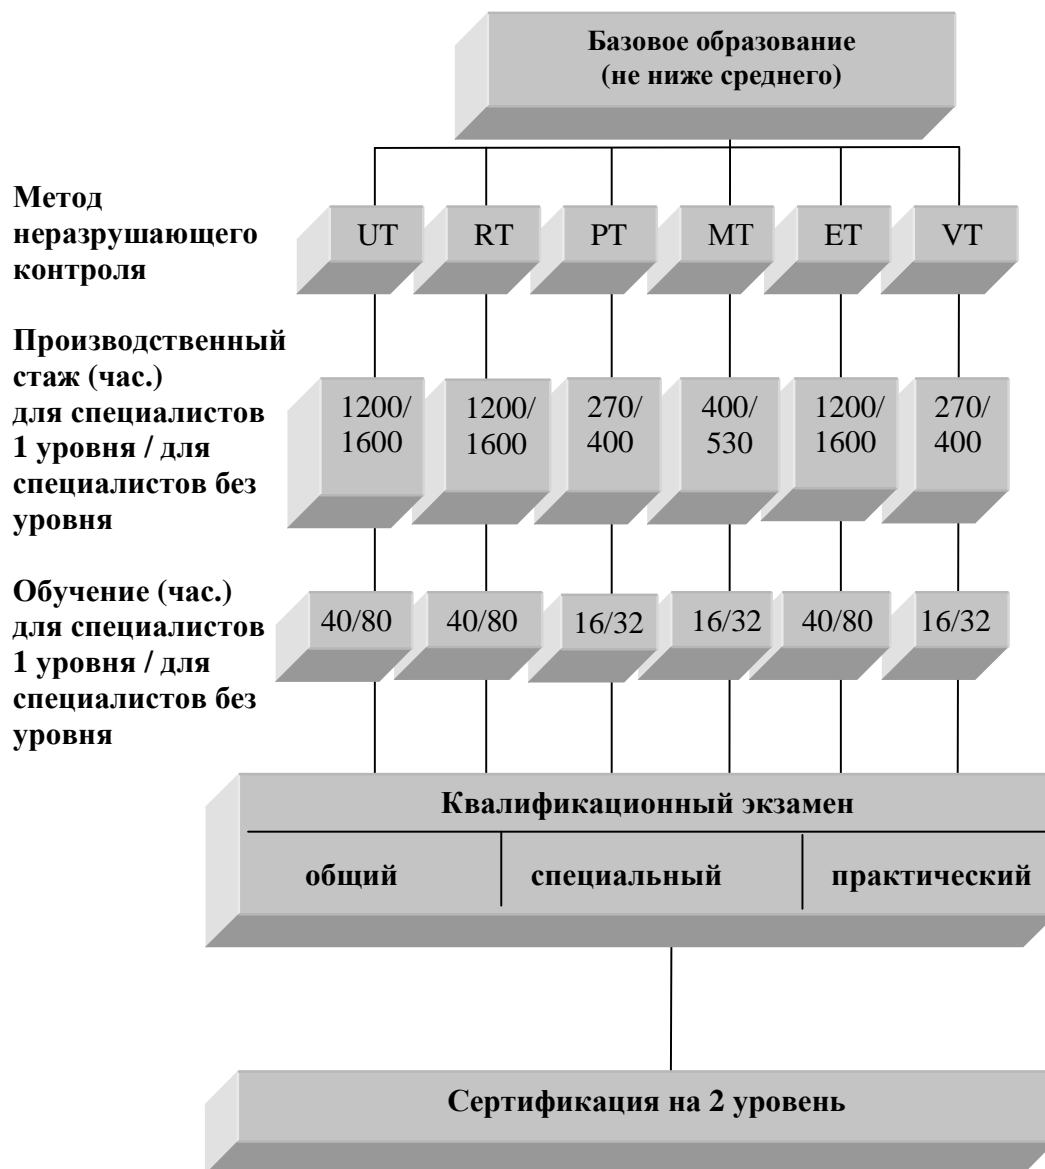 Базовое образование
(не ниже среднего)
Метод
неразрушающего
контроля
UT RT PT MT ET VT
Производственный
стаж (час.)
для специалистов
1 уровня / для
специалистов без
уровня
1200/ 1200/ 270/ 400/ 1200/ 270/
1600 1600 400 530 1600 400
Обучение (час.)
для специалистов
1 уровня / для
специалистов без
уровня
40/80 40/80 16/32 16/32 40/80 16/32
Квалификационный экзамен
общий специальный практический
Сертификация на 2 уровень